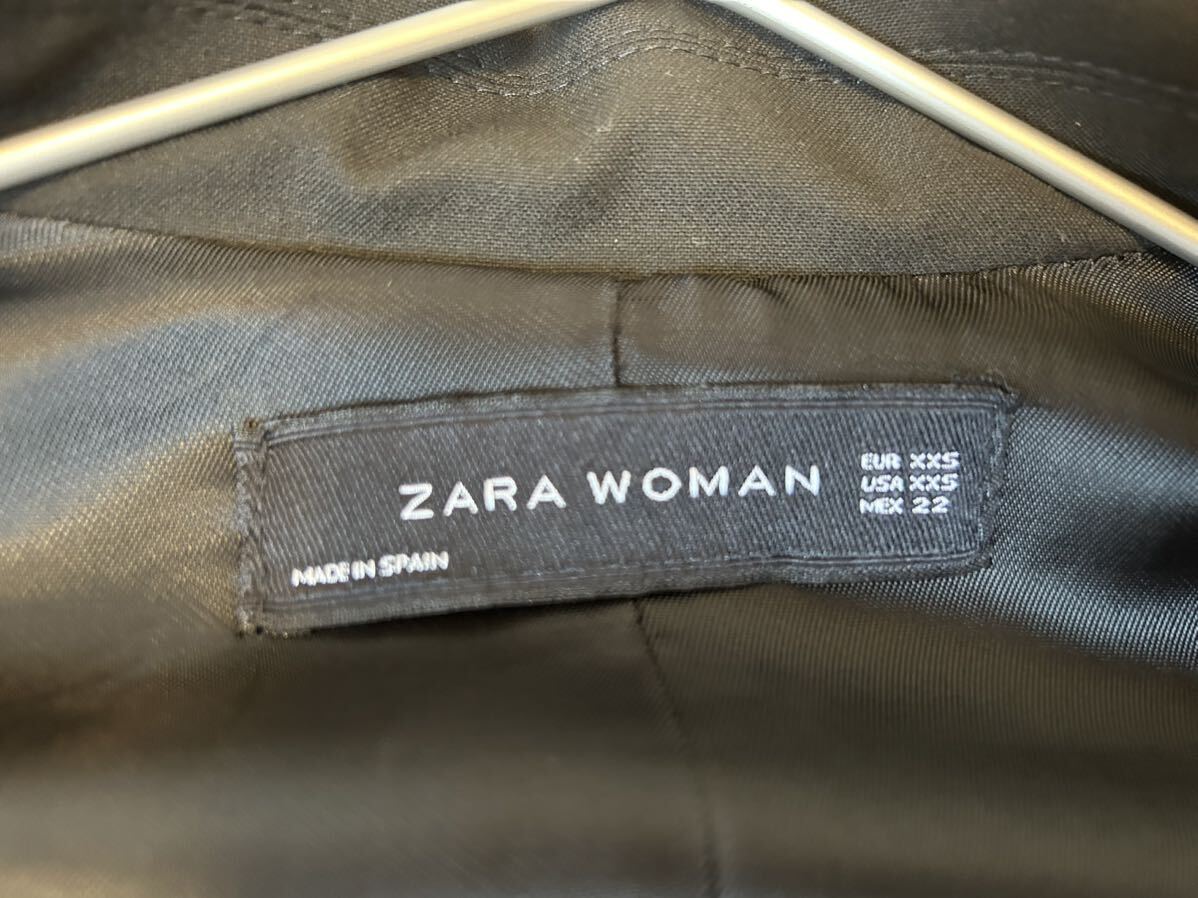 ZARA WOMAN
EUR XXS
USA XXS
MEX 22
MADE IN SPAIN